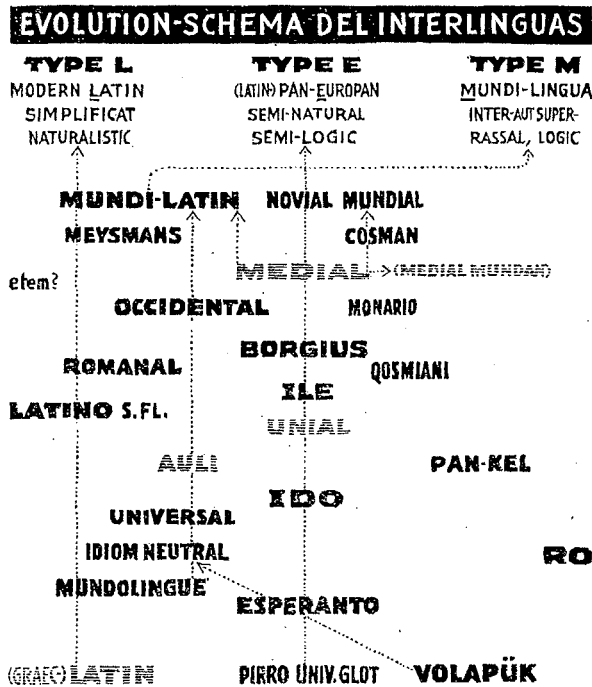 EVOLUTION-SCHEMA DEL INTERLINGUAS
TYPE L TYPE E TYPE M
MODERN LATIN (LATIN) PAN-EUROPAN MUNDI-LINGUA
SIMPLIFICAT SEMI-NATURAL INTER-AUT SUPER-
NATURALISTIC SEMI-LOGIC RASSAL, LOGIC
MUNDI-LATIN NOVIAL MUNDIAL
MEYSMANS COSMAN
MEDIAL (MEDIAL MUNDAN)
etem?
OCCIDENTAL MONARIO
BORGIUS
ROMANAL QOSMIANI
ILE
LATINO S.FL.
UNIAL
AULI PAN-KEL
IDO
UNIVERSAL
IDIOM NEUTRAL RO
MUNDOLINGUE
ESPERANTO
(GRAEC-) LATIN PIRRO UNIV. GLOT VOLAPÜK